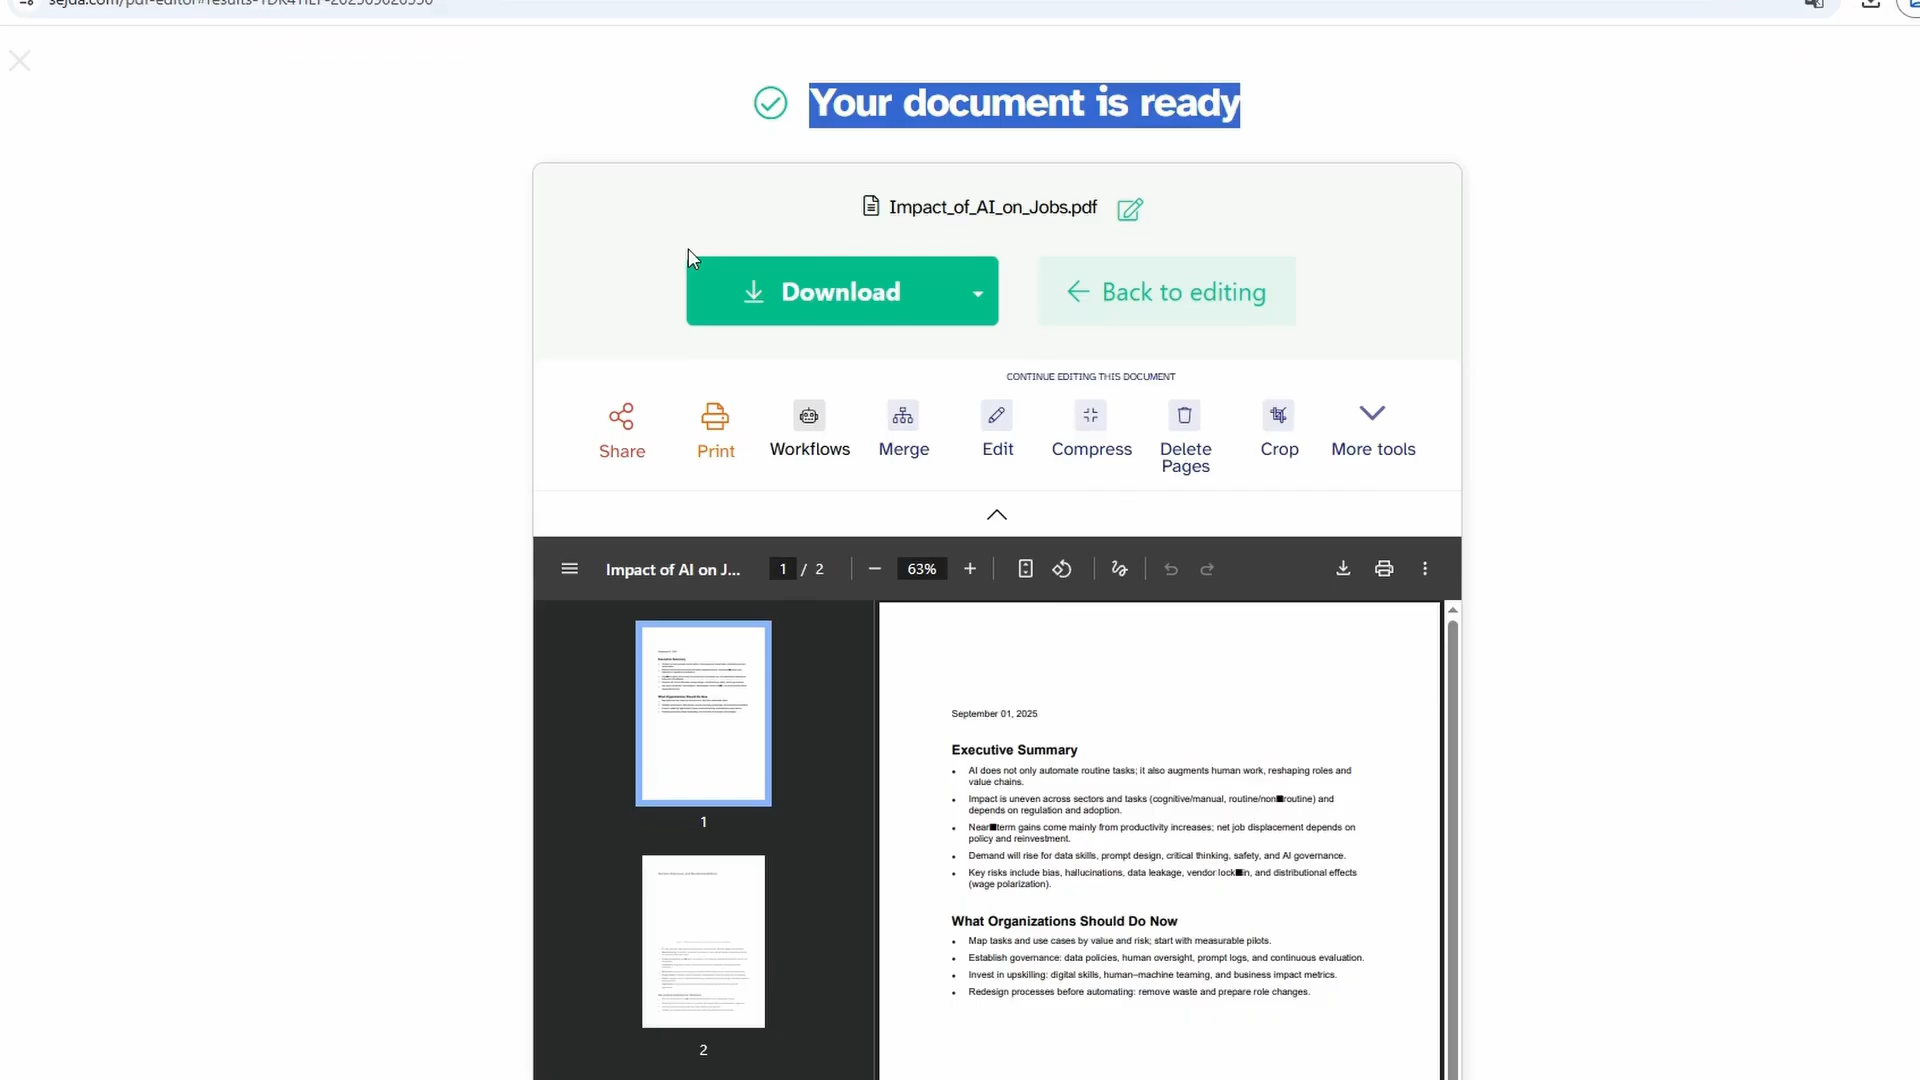 Your document is ready
Impact_of_AI_on_Jobs.pdf
Download
Back to editing
CONTINUE EDITING THIS DOCUMENT
Share
Print
Workflows
Merge
Edit
Compress
Delete
Pages
Crop
More tools
Impact of AI on J...
1 / 2
63%
1
2
September 01, 2025
Executive Summary
• AI does not only automate routine tasks; it also augments human work, reshaping roles and
value chains.
• Impact is uneven across sectors and tasks (cognitive/manual, routine/non■routine) and
depends on regulation and adoption.
• Near■term gains come mainly from productivity increases; net job displacement depends on
policy and reinvestment.
• Demand will rise for data skills, prompt design, critical thinking, safety, and AI governance.
• Key risks include bias, hallucinations, data leakage, vendor lock■in, and distributional effects
(wage polarization).
What Organizations Should Do Now
• Map tasks and use cases by value and risk; start with measurable pilots.
• Establish governance: data policies, human oversight, prompt logs, and continuous evaluation.
• Invest in upskilling: digital skills, human–machine teaming, and business impact metrics.
• Redesign processes before automating: remove waste and prepare role changes.